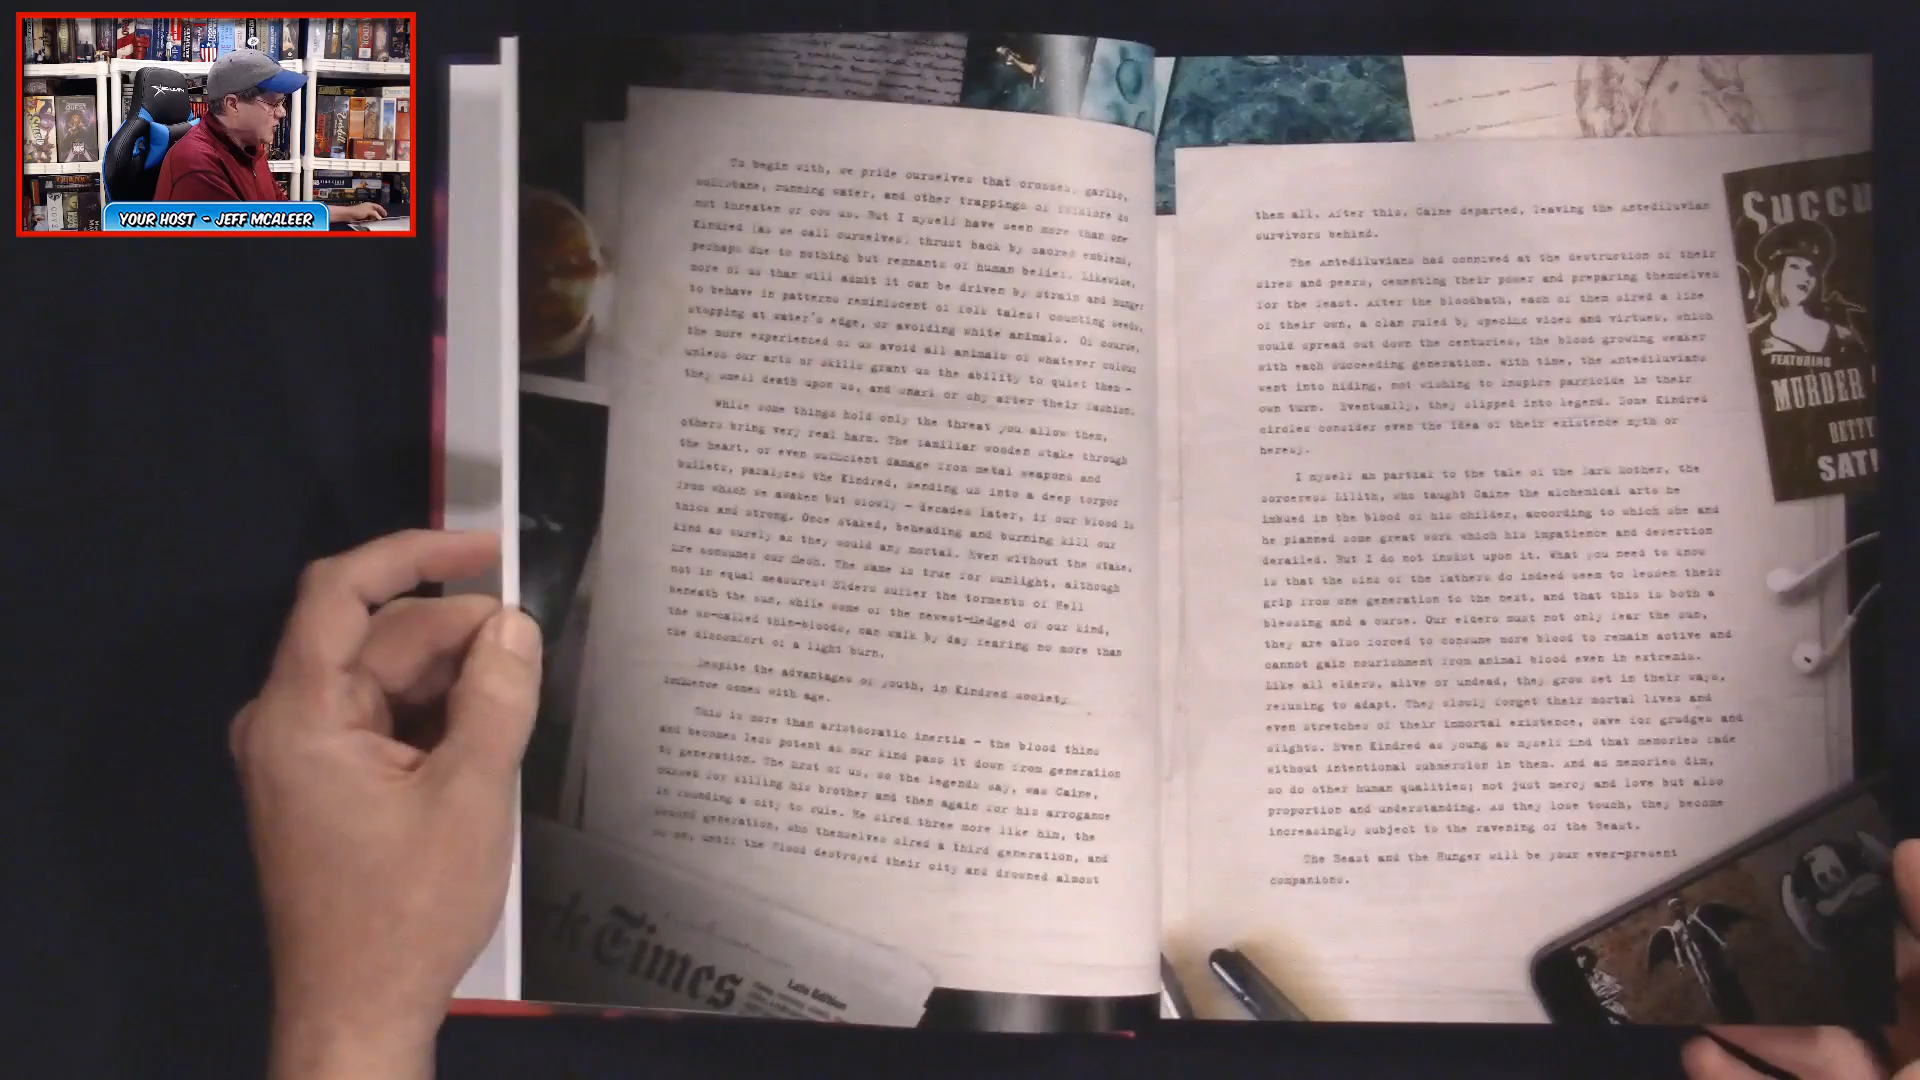 YOUR HOST - JEFF MCALEER
To begin with, we pride ourselves that crosses, garlic,
wolfsbane, running water, and other trappings of folklore do
not threaten or cow us. But I myself have seen more than one
Kindred (as we call ourselves) thrust back by sacred emblems,
perhaps due to nothing but remnants of human belief. Likewise,
more of us than will admit it can be driven by strain and hunger
to behave in patterns reminiscent of folk tales: counting seeds,
stopping at water's edge, or avoiding white animals. Of course,
the more experienced of us avoid all animals of whatever colour
unless our arts or skills grant us the ability to quiet them -
they smell death upon us, and snarl or shy after their fashion.
While some things hold only the threat you allow them,
others bring very real harm. The familiar wooden stake through
the heart, or even sufficient damage from metal weapons and
bullets, paralyzes the Kindred, sending us into a deep torpor
from which we awaken but slowly - decades later, if our blood is
thick and strong. Once staked, beheading and burning kill our
kind as surely as they would any mortal. Even without the stake,
fire consumes our flesh. The same is true for sunlight, although
not in equal measures: Elders suffer the torments of Hell
beneath the sun, while some of the newest-fledged of our kind,
the so-called thin-bloods, can walk by day fearing no more than
the discomfort of a light burn.
Despite the advantages of youth, in Kindred society
influence comes with age.
This is more than aristocratic inertia - the blood thins
and becomes less potent as our kind pass it down from generation
to generation. The first of us, so the legends say, was Caine,
cursed for killing his brother and then again for his arrogance
in founding a city to rule. He sired three more like him, the
second generation, who themselves sired a third generation, and
so on, until the Flood destroyed their city and drowned almost
rk Times
Late Edition
them all. After this, Caine departed, leaving the Antediluvian
survivors behind.
The Antediluvians had connived at the destruction of their
sires and peers, cementing their power and preparing themselves
for the feast. After the bloodbath, each of them sired a line
of their own, a clan ruled by specific vices and virtues, which
would spread out down the centuries, the blood growing weaker
with each succeeding generation. With time, the Antediluvians
went into hiding, not wishing to inspire parricide in their
own turn. Eventually, they slipped into legend. Some Kindred
circles consider even the idea of their existence myth or
heresy.
I myself am partial to the tale of the Dark Mother, the
sorceress Lilith, who taught Caine the alchemical arts he
imbued in the blood of his childer, according to which she and
he planned some great work which his impatience and desertion
derailed. But I do not insist upon it. What you need to know
is that the sins of the fathers do indeed seem to lessen their
grip from one generation to the next, and that this is both a
blessing and a curse. Our elders must not only fear the sun,
they are also forced to consume more blood to remain active and
cannot gain nourishment from animal blood even in extremis.
Like all elders, alive or undead, they grow set in their ways,
refusing to adapt. They slowly forget their mortal lives and
even stretches of their immortal existence, save for grudges and
slights. Even Kindred as young as myself find that memories fade
without intentional submersion in them. And as memories dim,
so do other human qualities; not just mercy and love but also
proportion and understanding. As they lose touch, they become
increasingly subject to the ravening of the Beast.
The Beast and the Hunger will be your ever-present
companions.
SUCCU
FEATURING
MURDER
BETTY
SAT